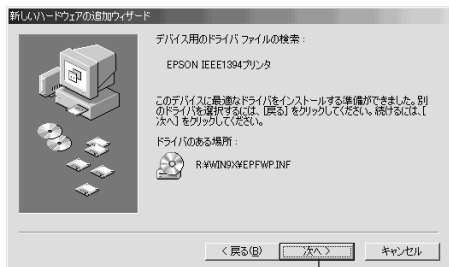 新しいハードウェアの追加ウィザード
デバイス用のドライバ ファイルの検索：
EPSON IEEE1394プリンタ
このデバイスに最適なドライバをインストールする準備ができました。別
のドライバを選択するには、[戻る] をクリックしてください。続けるには、[
次へ] をクリックしてください。
ドライバのある場所：
R:¥WIN9X¥EPFWP.INF
< 戻る(B)
次へ >
キャンセル